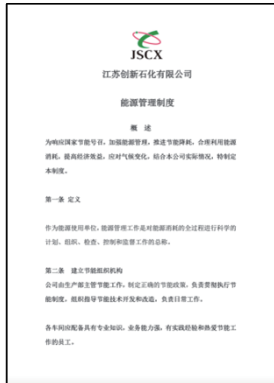 JSCX
江苏创新石化有限公司
能源管理制度
概 述
为响应国家节能号召，加强能源管理，推进节能降耗，合理利用能源
消耗，提高经济效益，应对气候变化，结合本公司实际情况，特制定
本制度。
第一条 定义
作为能源使用单位，能源管理工作是对能源消耗的全过程进行科学的
计划、组织、检查、控制和监督工作的总称。
第二条 建立节能组织机构
公司由生产部主管节能工作，制定正确的节能政策，负责贯彻执行节
能制度，组织指导节能技术开发和改造，负责日常工作。
各车间应配备具有专业知识，业务能力强，有实践经验和热爱节能工
作的员工。